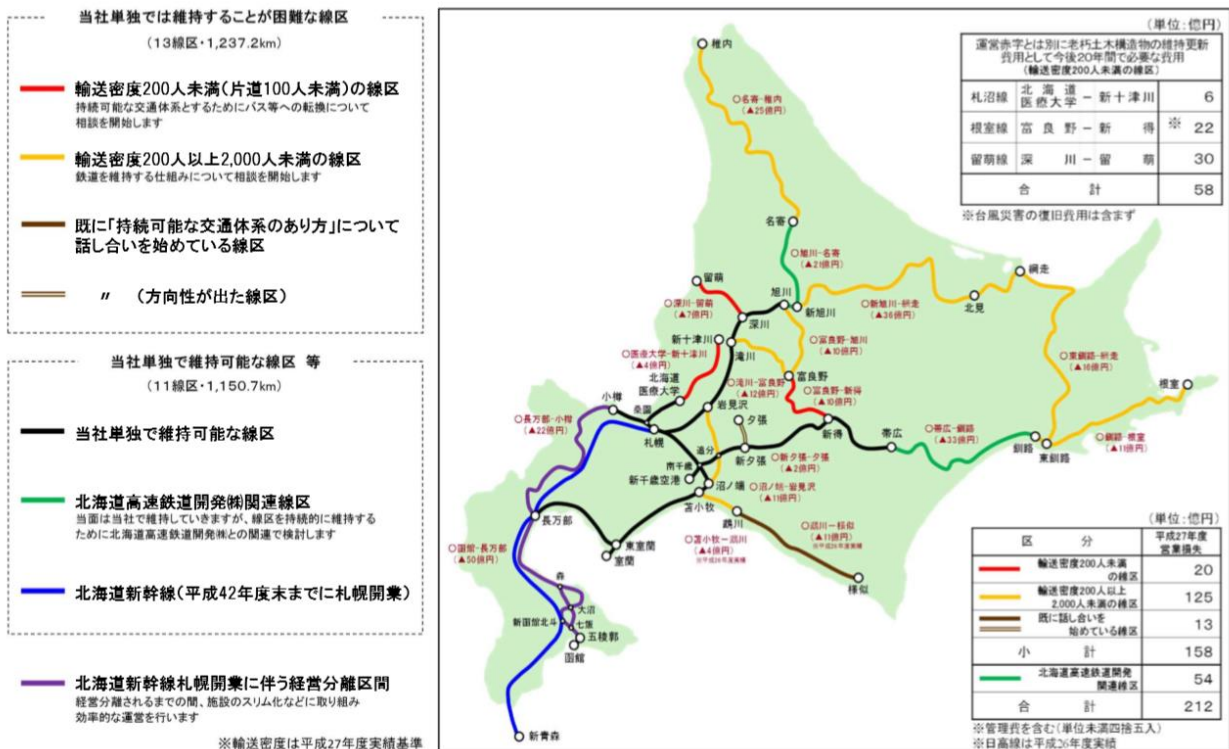 当社単独では維持することが困難な線区
(13線区・1,237.2km)
輸送密度200人未満(片道100人未満)の線区
持続可能な交通体系とするためにバス等への転換について
相談を開始します
輸送密度200人以上2,000人未満の線区
鉄道を維持する仕組みについて相談を開始します
既に「持続可能な交通体系のあり方」について
話し合いを始めている線区
〃 (方向性が出た線区)
当社単独で維持可能な線区 等
(11線区・1,150.7km)
当社単独で維持可能な線区
北海道高速鉄道開発㈱関連線区
当面は当社で維持していきますが、線区を持続的に維持する
ために北海道高速鉄道開発㈱との関連で検討します
北海道新幹線(平成42年度末までに札幌開業)
北海道新幹線札幌開業に伴う経営分離区間
経営分離されるまでの間、施設のスリム化などに取り組み
効率的な運営を行います
※輸送密度は平成27年度実績基準
(単位:億円)
運営赤字とは別に老朽土木構造物の維持更新
費用として今後20年間で必要な費用
(輸送密度200人未満の線区)
札沼線 北海道医療大学-新十津川 6
根室線 富良野-新得 ※ 22
留萌線 深川-留萌 30
合計 58
※台風災害の復旧費用は含まず
稚内
○名寄-稚内
(▲25億円)
名寄
○旭川-名寄
(▲21億円)
留萌
旭川
新旭川
網走
北見
○深川-留萌
(▲7億円)
深川
○新旭川-網走
(▲36億円)
新十津川
滝川
○富良野-旭川
(▲10億円)
○医療大学-新十津川
(▲4億円)
○東釧路-網走
(▲16億円)
北海道
医療大学
○滝川-富良野
(▲12億円)
富良野
○富良野-新得
(▲10億円)
根室
小樽
桑園
岩見沢
夕張
○長万部-小樽
(▲22億円)
札幌
新得
帯広
○帯広-釧路
(▲33億円)
釧路
東釧路
○釧路-根室
(▲11億円)
追分
新夕張
南千歳
○新夕張-夕張
(▲2億円)
新千歳空港
沼ノ端
○沼ノ端-岩見沢
(▲11億円)
苫小牧
鵡川
長万部
東室蘭
室蘭
○苫小牧-鵡川
(▲4億円)
※平成26年度実績
○鵡川-様似
(▲11億円)
※平成26年度実績
○函館-長万部
(▲50億円)
様似
森
大沼
新函館北斗
七飯
五稜郭
函館
新青森
(単位:億円)
区分 平成27年度
営業損失
輸送密度200人未満
の線区 20
輸送密度200人以上
2,000人未満の線区 125
既に話し合いを
始めている線区 13
小計 158
北海道高速鉄道開発
関連線区 54
合計 212
※管理費を含む(単位未満四捨五入)
※日高線は平成26年度実績